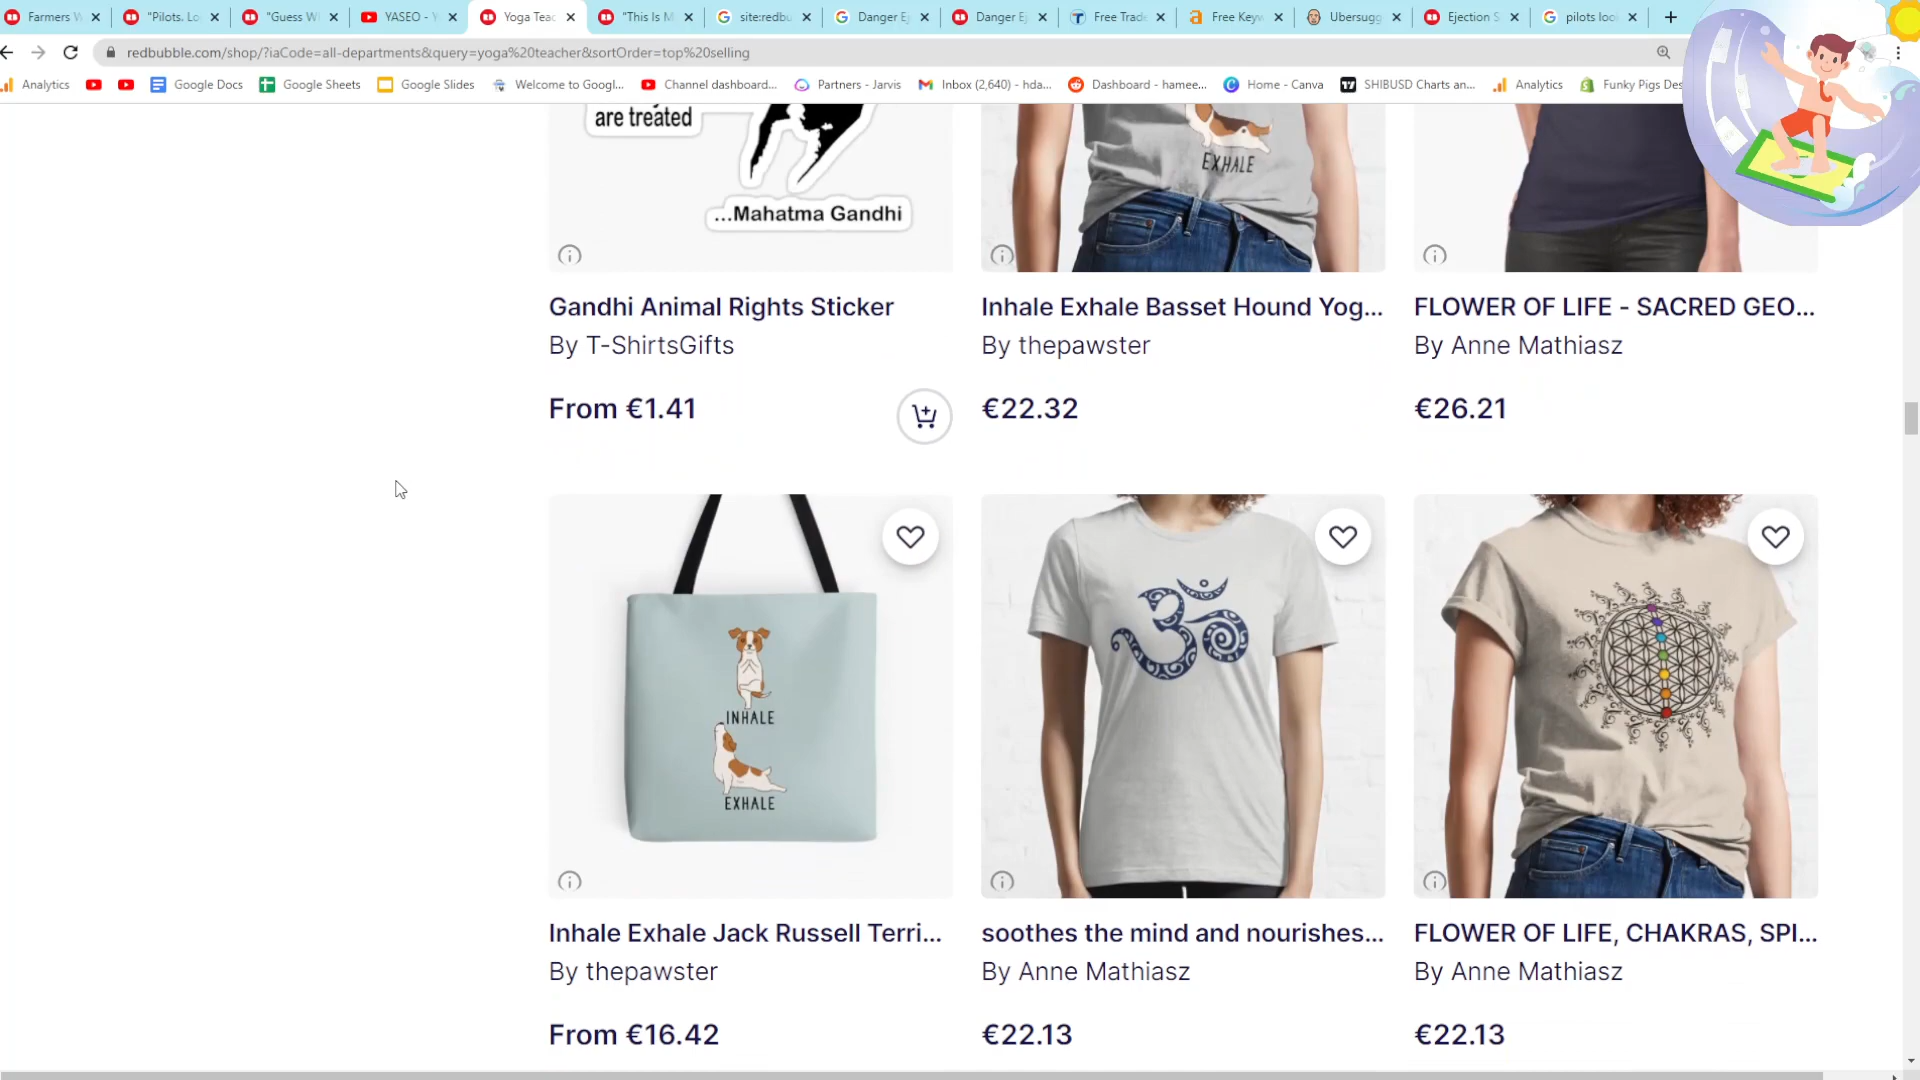 Farmers W
"Pilots. Lo
"Guess W
YASEO - Y
Yoga Teac
"This Is M
site:redbu
Danger Ej
Danger Ej
Free Trade
Free Keyw
Ubersugg
Ejection S
pilots loo
redbubble.com/shop/?iaCode=all-departments&query=yoga%20teacher&sortOrder=top%20selling
Analytics
Google Docs
Google Sheets
Google Slides
Welcome to Googl...
Channel dashboard...
Partners - Jarvis
Inbox (2,640) - hda...
Dashboard - hamee...
Home - Canva
SHIBUSD Charts an...
Analytics
Funky Pigs Des
are treated
...Mahatma Gandhi
EXHALE
Gandhi Animal Rights Sticker
By T-ShirtsGifts
From €1.41
Inhale Exhale Basset Hound Yog...
By thepawster
€22.32
FLOWER OF LIFE - SACRED GEO...
By Anne Mathiasz
€26.21
INHALE
EXHALE
ॐ
Inhale Exhale Jack Russell Terri...
By thepawster
From €16.42
soothes the mind and nourishes...
By Anne Mathiasz
€22.13
FLOWER OF LIFE, CHAKRAS, SPI...
By Anne Mathiasz
€22.13